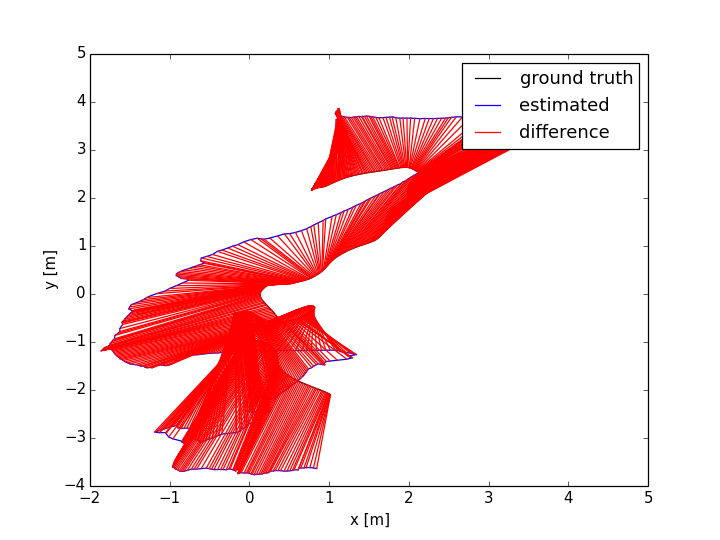 5
4
3
2
1
0
−1
−2
−3
−4
y [m]
ground truth
estimated
difference
−2 −1 0 1 2 3 4 5
x [m]